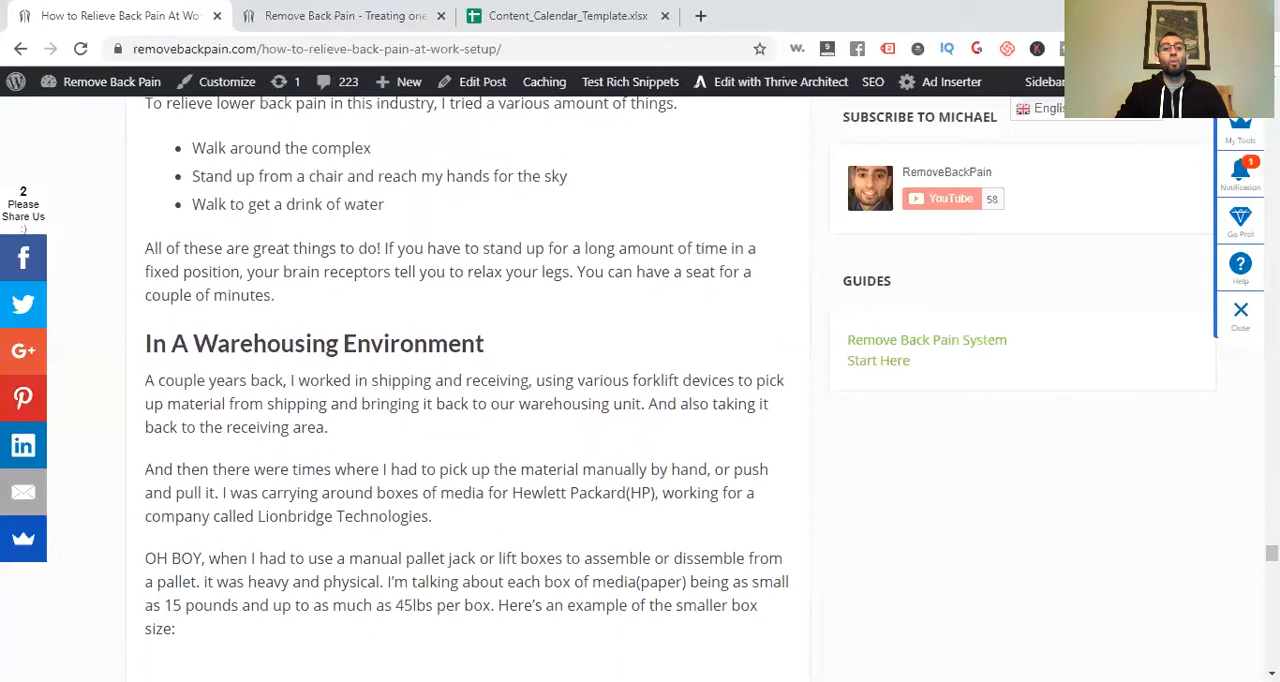 How to Relieve Back Pain At Wo
Remove Back Pain - Treating one
Content_Calendar_Template.xlsx
removebackpain.com/how-to-relieve-back-pain-at-work-setup/
Remove Back Pain
Customize
1
223
New
Edit Post
Caching
Test Rich Snippets
Edit with Thrive Architect
SEO
Ad Inserter
Sidebar
To relieve lower back pain in this industry, I tried a various amount of things.
Walk around the complex
Stand up from a chair and reach my hands for the sky
Walk to get a drink of water
All of these are great things to do! If you have to stand up for a long amount of time in a
fixed position, your brain receptors tell you to relax your legs. You can have a seat for a
couple of minutes.
In A Warehousing Environment
A couple years back, I worked in shipping and receiving, using various forklift devices to pick
up material from shipping and bringing it back to our warehousing unit. And also taking it
back to the receiving area.
And then there were times where I had to pick up the material manually by hand, or push
and pull it. I was carrying around boxes of media for Hewlett Packard(HP), working for a
company called Lionbridge Technologies.
OH BOY, when I had to use a manual pallet jack or lift boxes to assemble or dissemble from
a pallet. it was heavy and physical. I'm talking about each box of media(paper) being as small
as 15 pounds and up to as much as 45lbs per box. Here's an example of the smaller box
size:
2
Please
Share Us
:)
SUBSCRIBE TO MICHAEL
Englis
RemoveBackPain
YouTube
58
GUIDES
Remove Back Pain System
Start Here
My Tools
1
Notification
Go Pro!
Help
Close